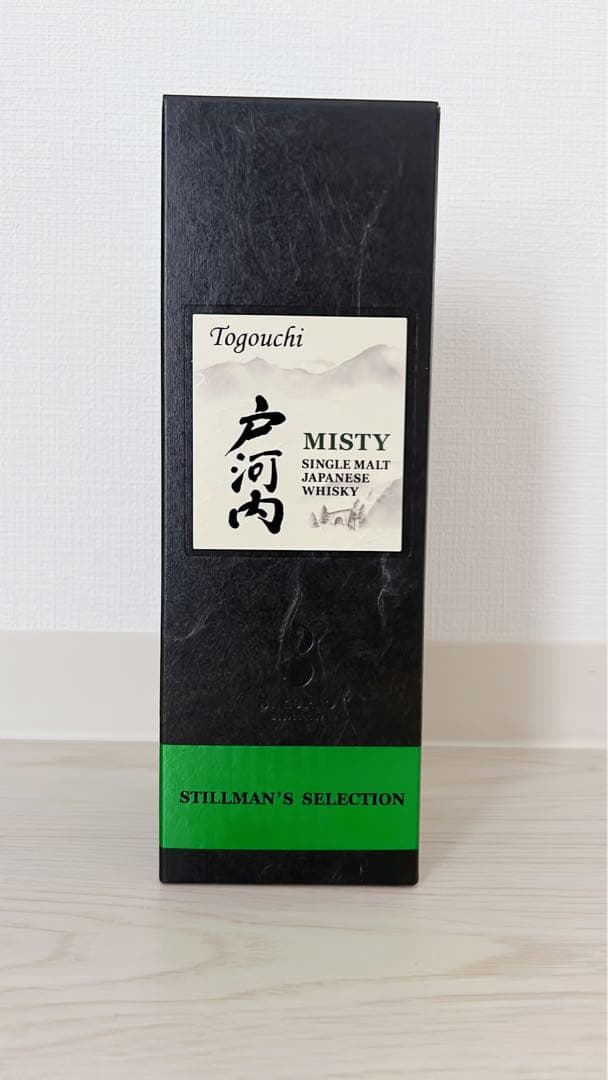 Togouchi
戸河内
MISTY
SINGLE MALT
JAPANESE
WHISKY
STILLMAN'S SELECTION